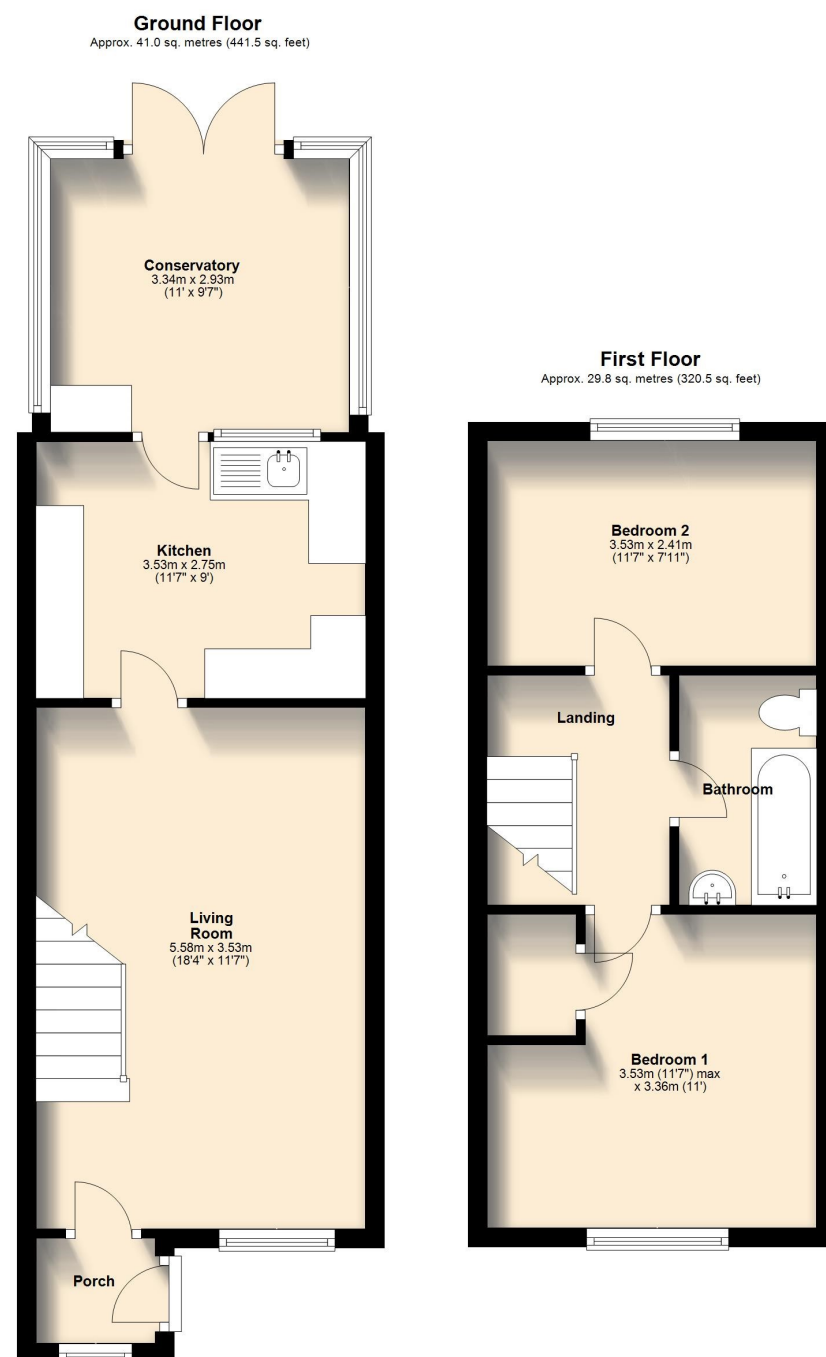 Ground Floor
Approx. 41.0 sq. metres (441.5 sq. feet)
Conservatory
3.34m x 2.93m
(11' x 9'7")
Kitchen
3.53m x 2.75m
(11'7" x 9')
Living
Room
5.58m x 3.53m
(18'4" x 11'7")
Porch
First Floor
Approx. 29.8 sq. metres (320.5 sq. feet)
Bedroom 2
3.53m x 2.41m
(11'7" x 7'11")
Landing
Bathroom
Bedroom 1
3.53m (11'7") max
x 3.36m (11')